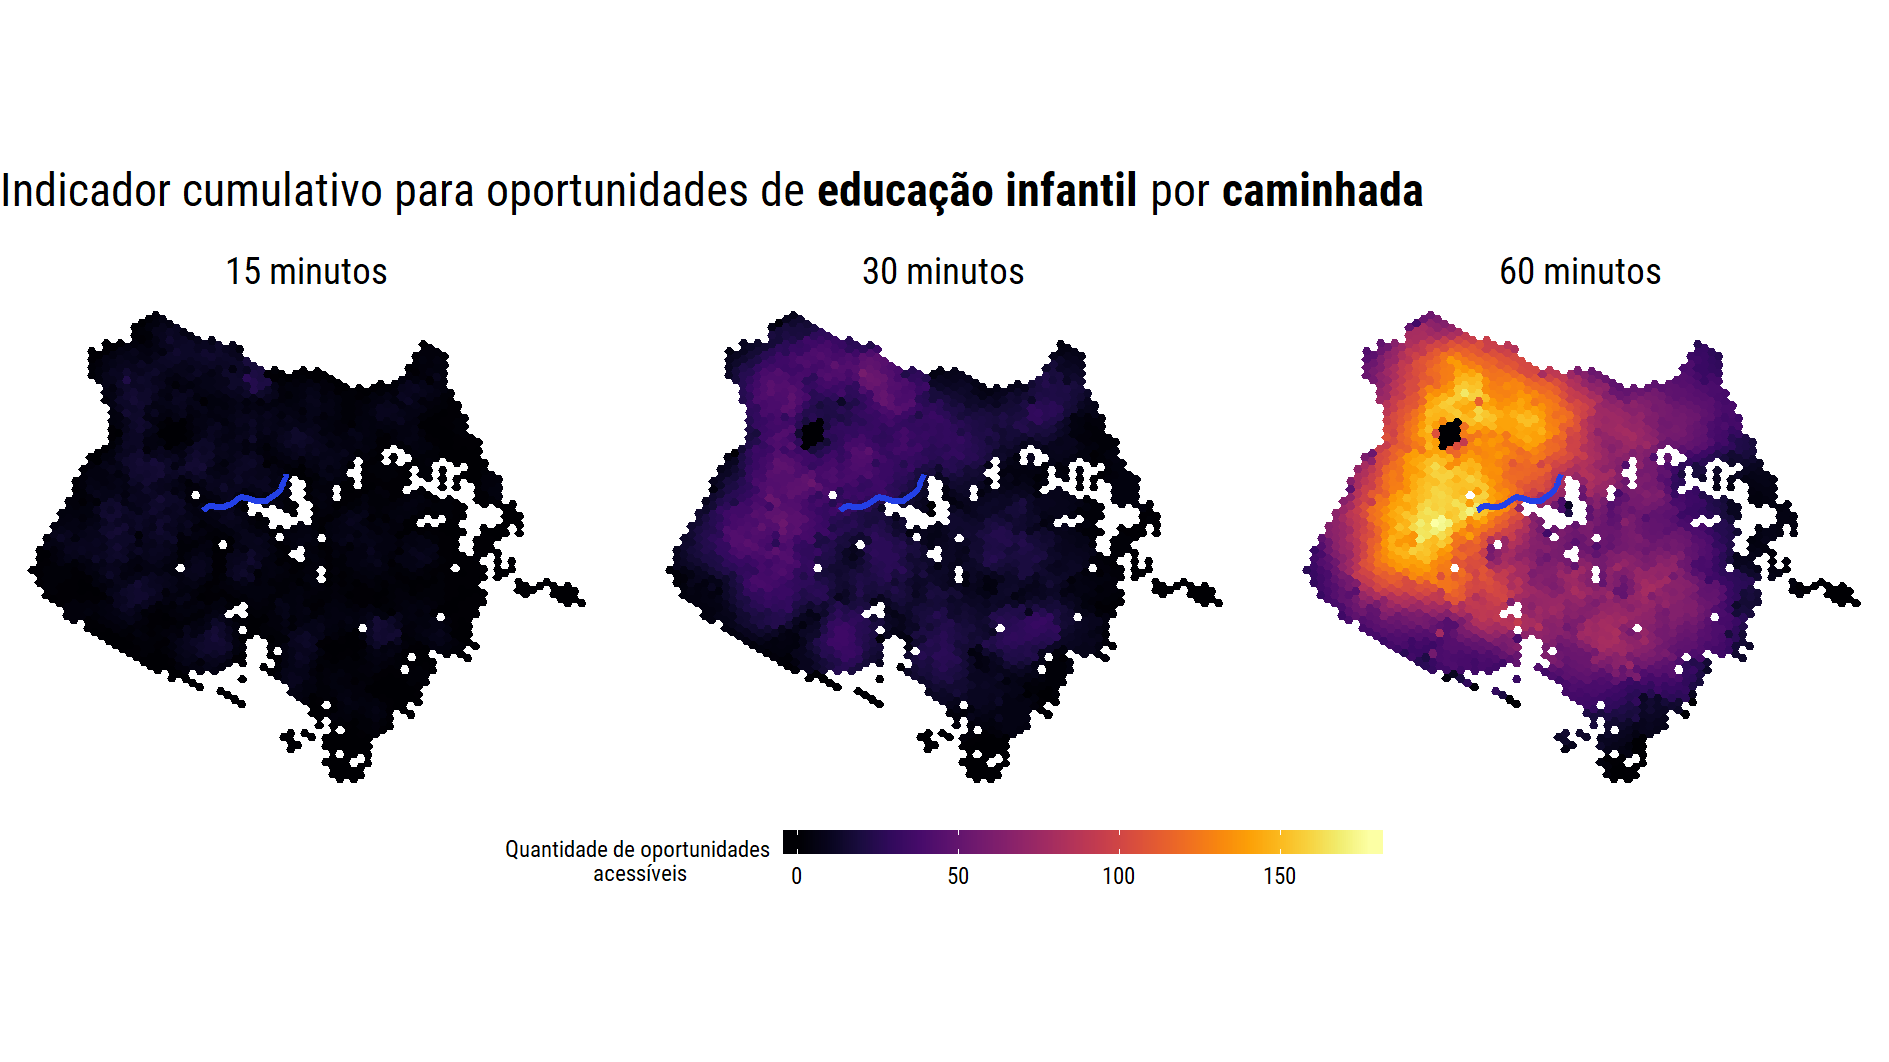 Indicador cumulativo para oportunidades de educação infantil por caminhada
15 minutos
30 minutos
60 minutos
Quantidade de oportunidades
acessíveis
0
50
100
150